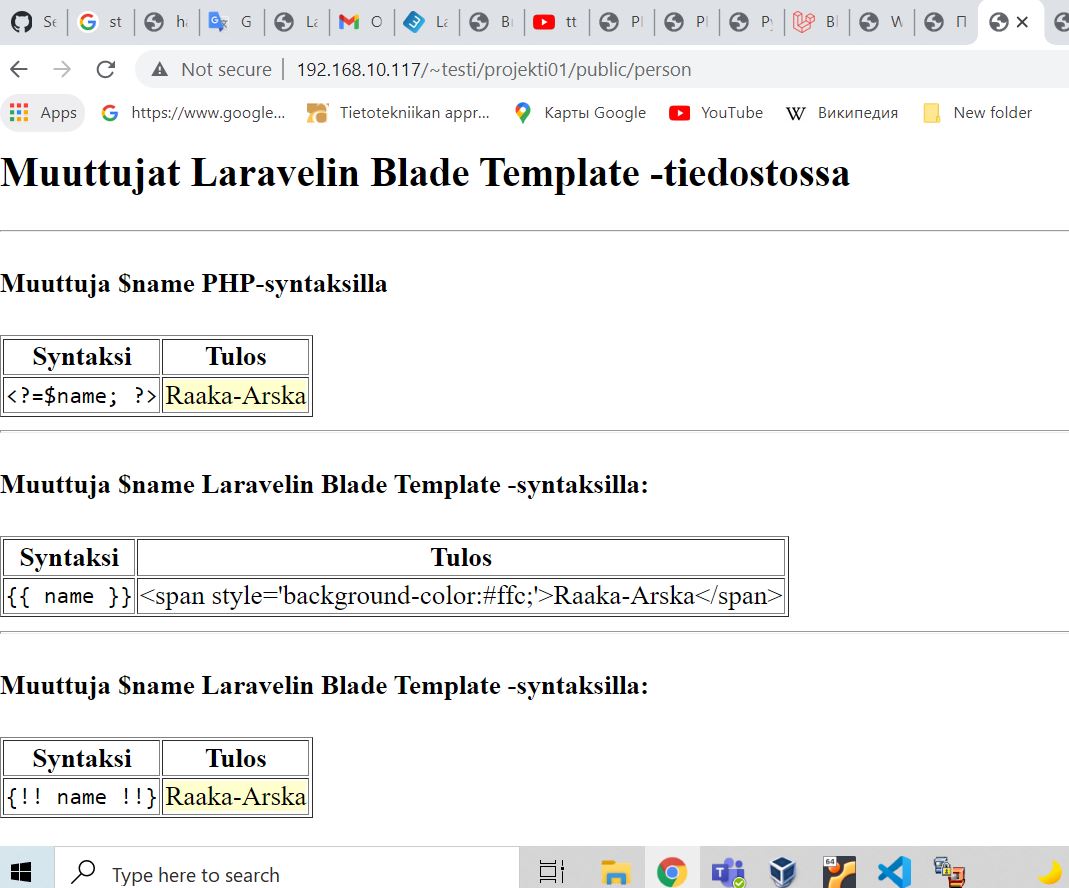 Se st ha G La O La Bi tt Pl Pl Py Bl W П
Not secure | 192.168.10.117/~testi/projekti01/public/person
Apps https://www.google... Tietotekniikan appr... Карты Google YouTube Википедия New folder
Muuttujat Laravelin Blade Template -tiedostossa
Muuttuja $name PHP-syntaksilla
Syntaksi Tulos
<?=$name; ?> Raaka-Arska
Muuttuja $name Laravelin Blade Template -syntaksilla:
Syntaksi Tulos
{{ name }} <span style='background-color:#ffc;'>Raaka-Arska</span>
Muuttuja $name Laravelin Blade Template -syntaksilla:
Syntaksi Tulos
{!! name !!} Raaka-Arska
Type here to search